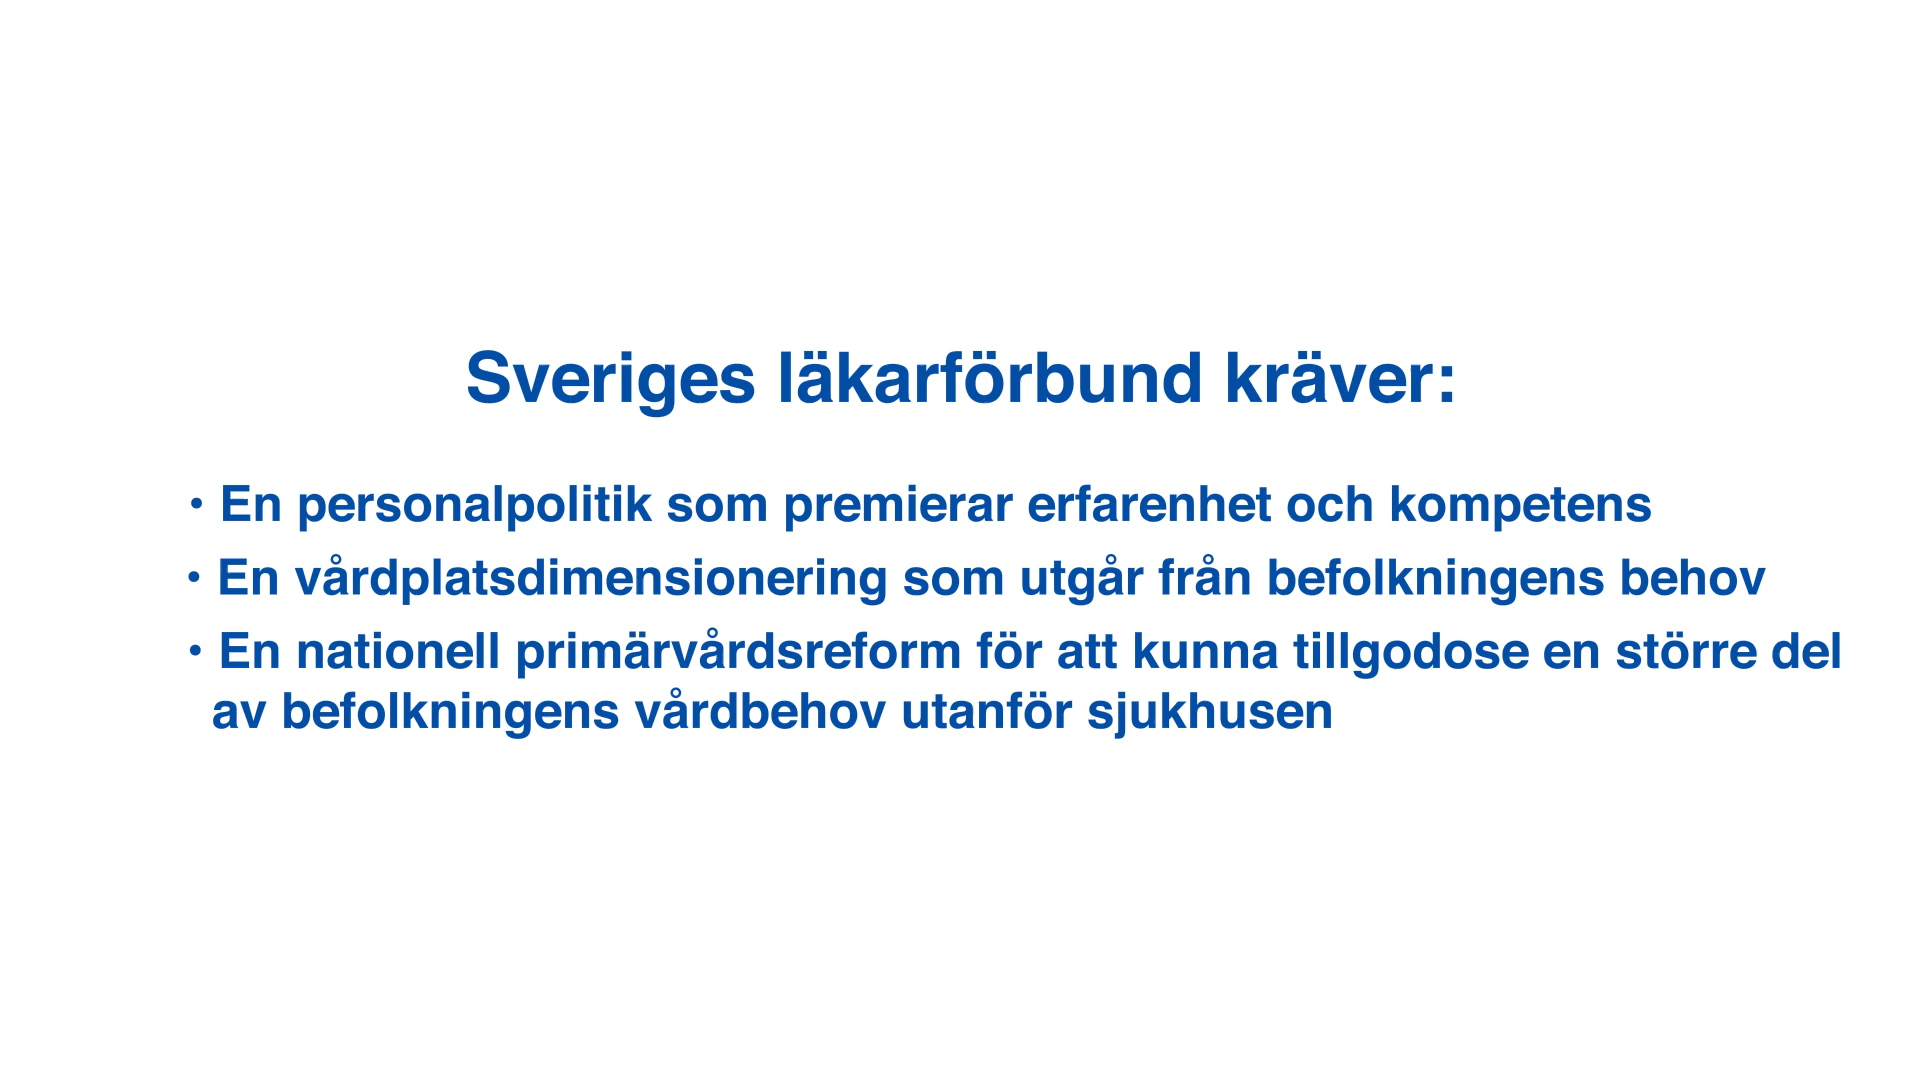 Sveriges läkarförbund kräver:
• En personalpolitik som premierar erfarenhet och kompetens
• En vårdplatsdimensionering som utgår från befolkningens behov
• En nationell primärvårdsreform för att kunna tillgodose en större del
av befolkningens vårdbehov utanför sjukhusen